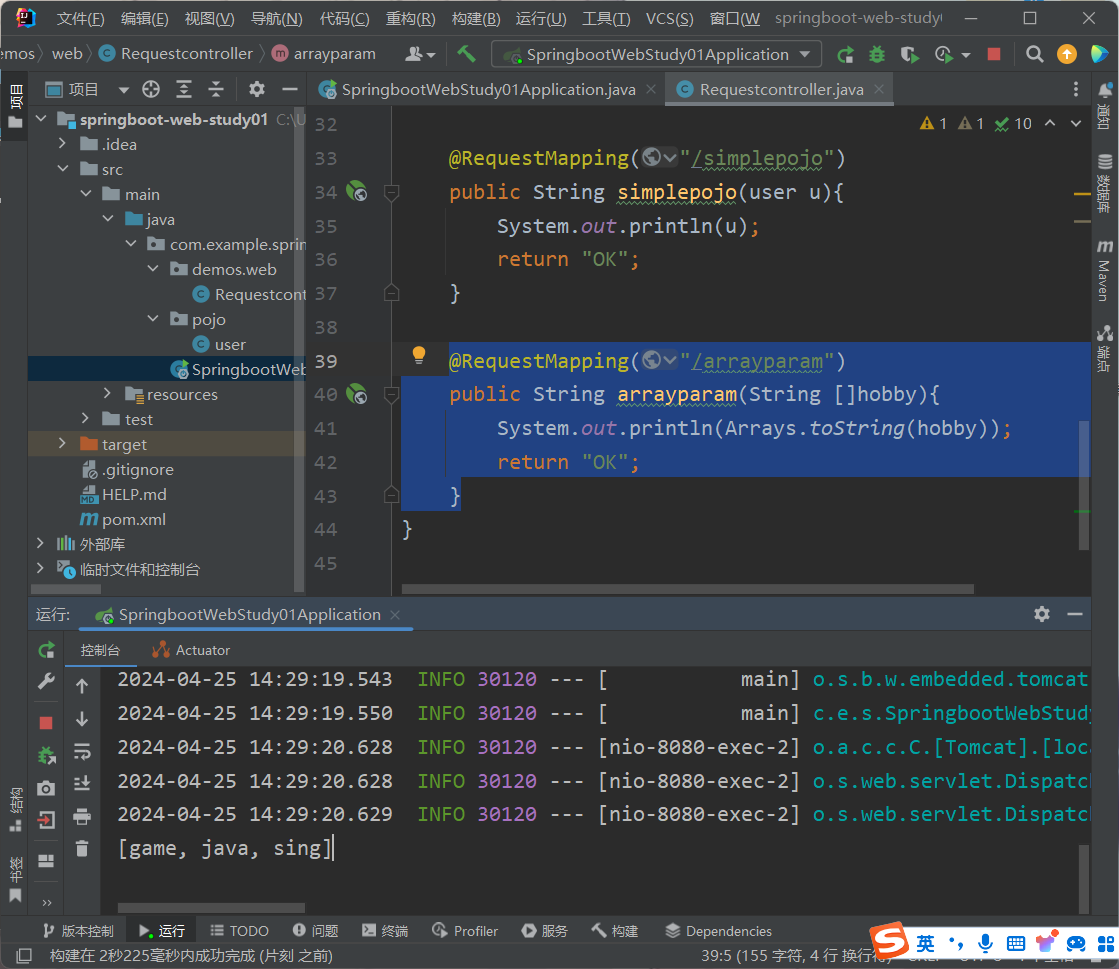 文件(F) 编辑(E) 视图(V) 导航(N) 代码(C) 重构(R) 构建(B) 运行(U) 工具(T) VCS(S) 窗口(W springboot-web-study
emos web Requestcontroller arrayparam SpringbootWebStudy01Application
项目 SpringbootWebStudy01Application.java Requestcontroller.java
项目
springboot-web-study01 C:\U
.idea
src
main
java
com.example.sprin
demos.web
Requestcont
pojo
user
SpringbootWeb
resources
test
target
.gitignore
HELP.md
pom.xml
外部库
临时文件和控制台
1 1 10
32
33 @RequestMapping("/simplepojo")
34 public String simplepojo(user u){
35 System.out.println(u);
36 return "OK";
37 }
38
39 @RequestMapping("/arrayparam")
40 public String arrayparam(String []hobby){
41 System.out.println(Arrays.toString(hobby));
42 return "OK";
43 }
44 }
45
通知
数据库
Maven
端点
运行: SpringbootWebStudy01Application
控制台 Actuator
2024-04-25 14:29:19.543 INFO 30120 --- [ main] o.s.b.w.embedded.tomcat
2024-04-25 14:29:19.550 INFO 30120 --- [ main] c.e.s.SpringbootWebStudy
2024-04-25 14:29:20.628 INFO 30120 --- [nio-8080-exec-2] o.a.c.c.C.[Tomcat].[loc
2024-04-25 14:29:20.628 INFO 30120 --- [nio-8080-exec-2] o.s.web.servlet.Dispatc
2024-04-25 14:29:20.629 INFO 30120 --- [nio-8080-exec-2] o.s.web.servlet.Dispatc
[game, java, sing]
结构
书签
版本控制 运行 TODO 问题 终端 Profiler 服务 构建 Dependencies
构建在 2秒225毫秒内成功完成 (片刻 之前) 39:5 (155 字符, 4 行 换行符)
英